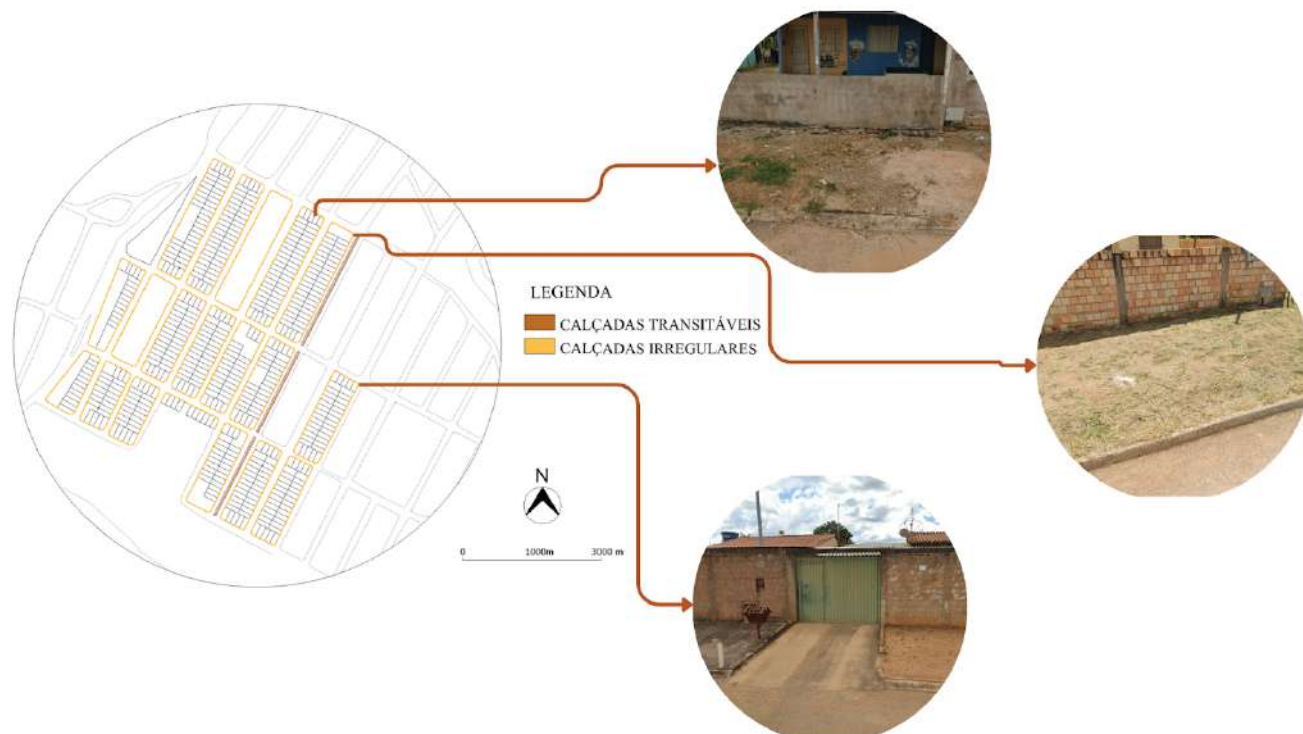 LEGENDA
CALÇADAS TRANSITÁVEIS
CALÇADAS IRREGULARES
N
0 1000m 3000 m